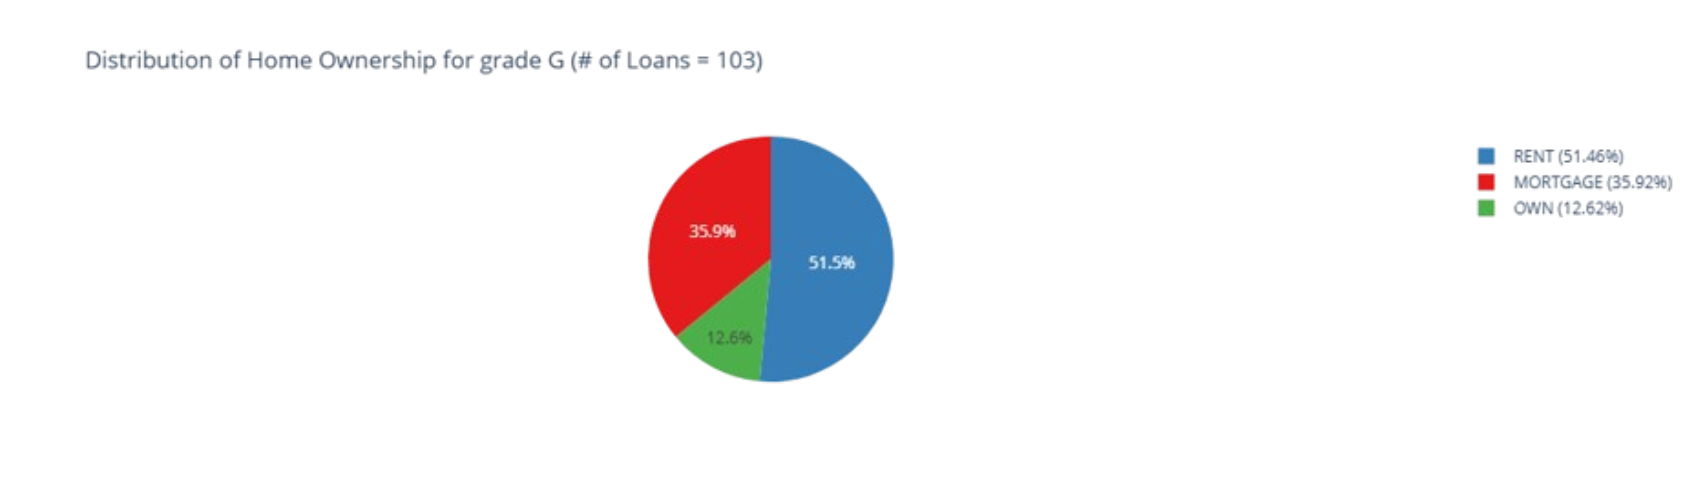 Distribution of Home Ownership for grade G (# of Loans = 103)
RENT (51.46%)
MORTGAGE (35.92%)
OWN (12.62%)
35.9%
51.5%
12.6%